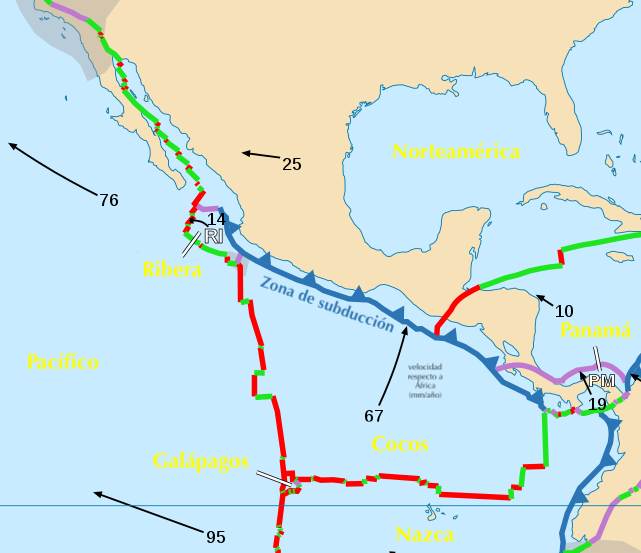 Norteamérica
25
76
14
RI
Ribera
Zona de subducción
10
Panamá
Pacífico
velocidad
respecto a
África
(mm/año)
PM
19
67
Cocos
Galápagos
95
Nazca